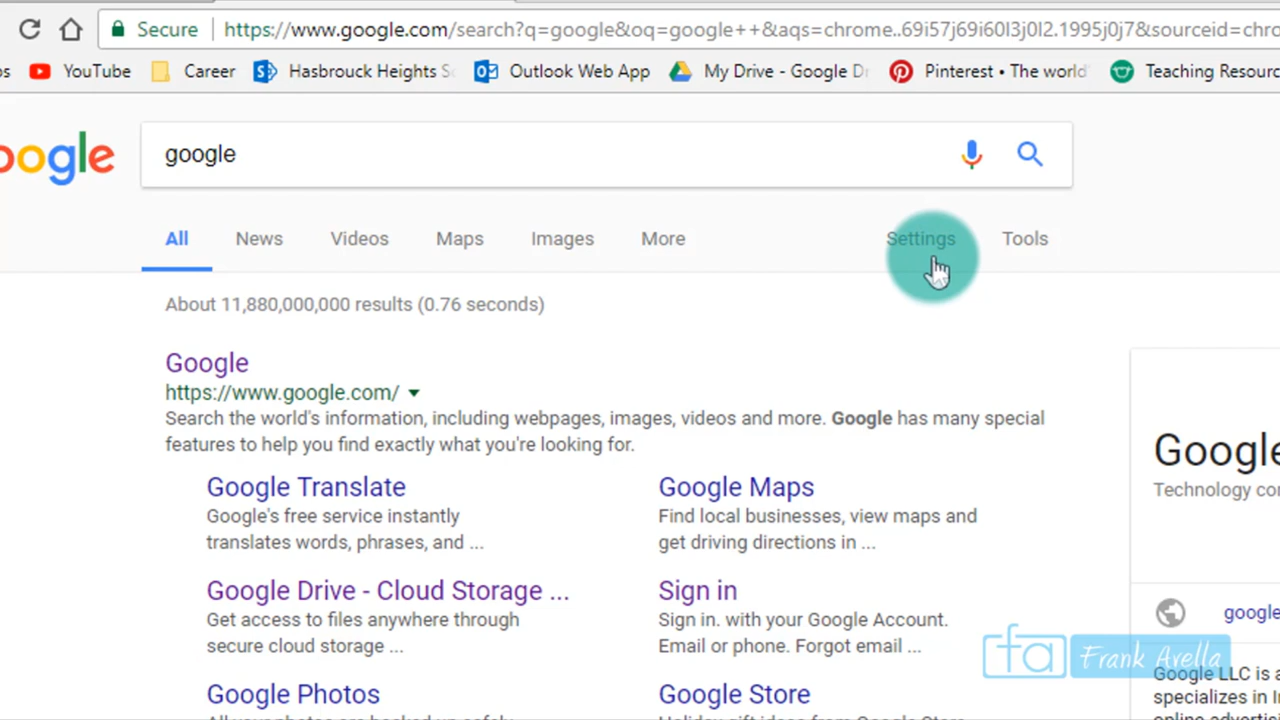 Secure https://www.google.com/search?q=google&oq=google++&aqs=chrome..69i57j69i60l3j0l2.1995j0j7&sourceid=chro
YouTube Career Hasbrouck Heights Sc Outlook Web App My Drive - Google Dr Pinterest • The world' Teaching Resourc
oogle
google
All News Videos Maps Images More Settings Tools
About 11,880,000,000 results (0.76 seconds)
Google
https://www.google.com/
Search the world's information, including webpages, images, videos and more. Google has many special
features to help you find exactly what you're looking for.
Google Translate
Google's free service instantly
translates words, phrases, and ...
Google Maps
Find local businesses, view maps and
get driving directions in ...
Google Drive - Cloud Storage ...
Get access to files anywhere through
secure cloud storage ...
Sign in
Sign in. with your Google Account.
Email or phone. Forgot email ...
Google Photos
Google Store
Google
Technology co
google
Google LLC is a
specializes in In
fa Frank Avella